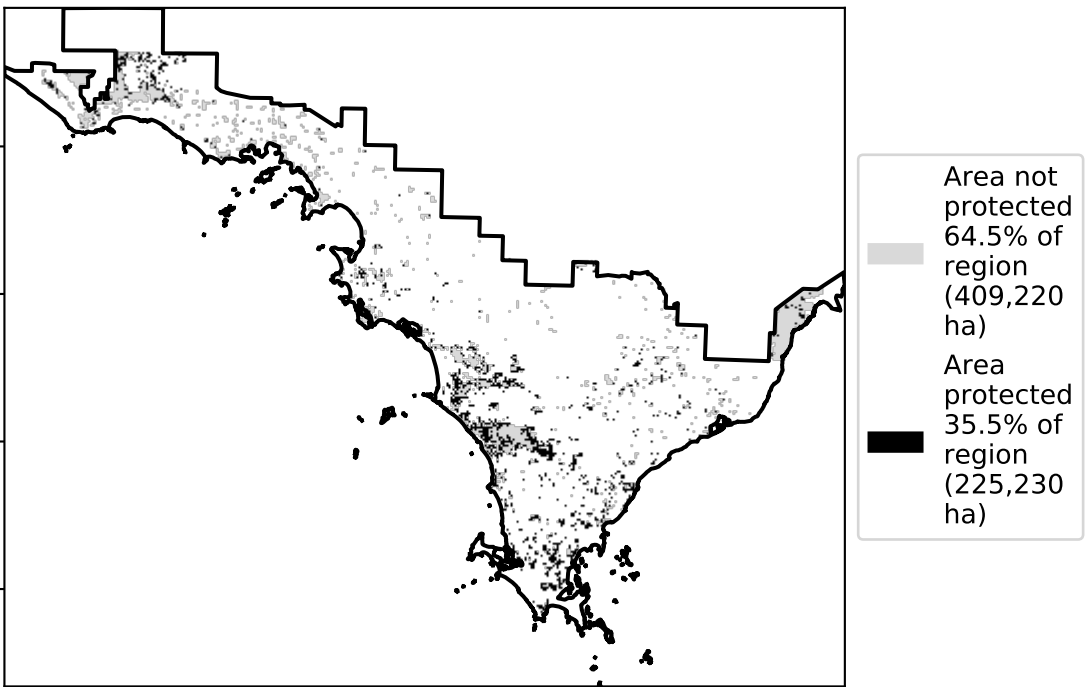 Area not
protected
64.5% of
region
(409,220
ha)
Area
protected
35.5% of
region
(225,230
ha)